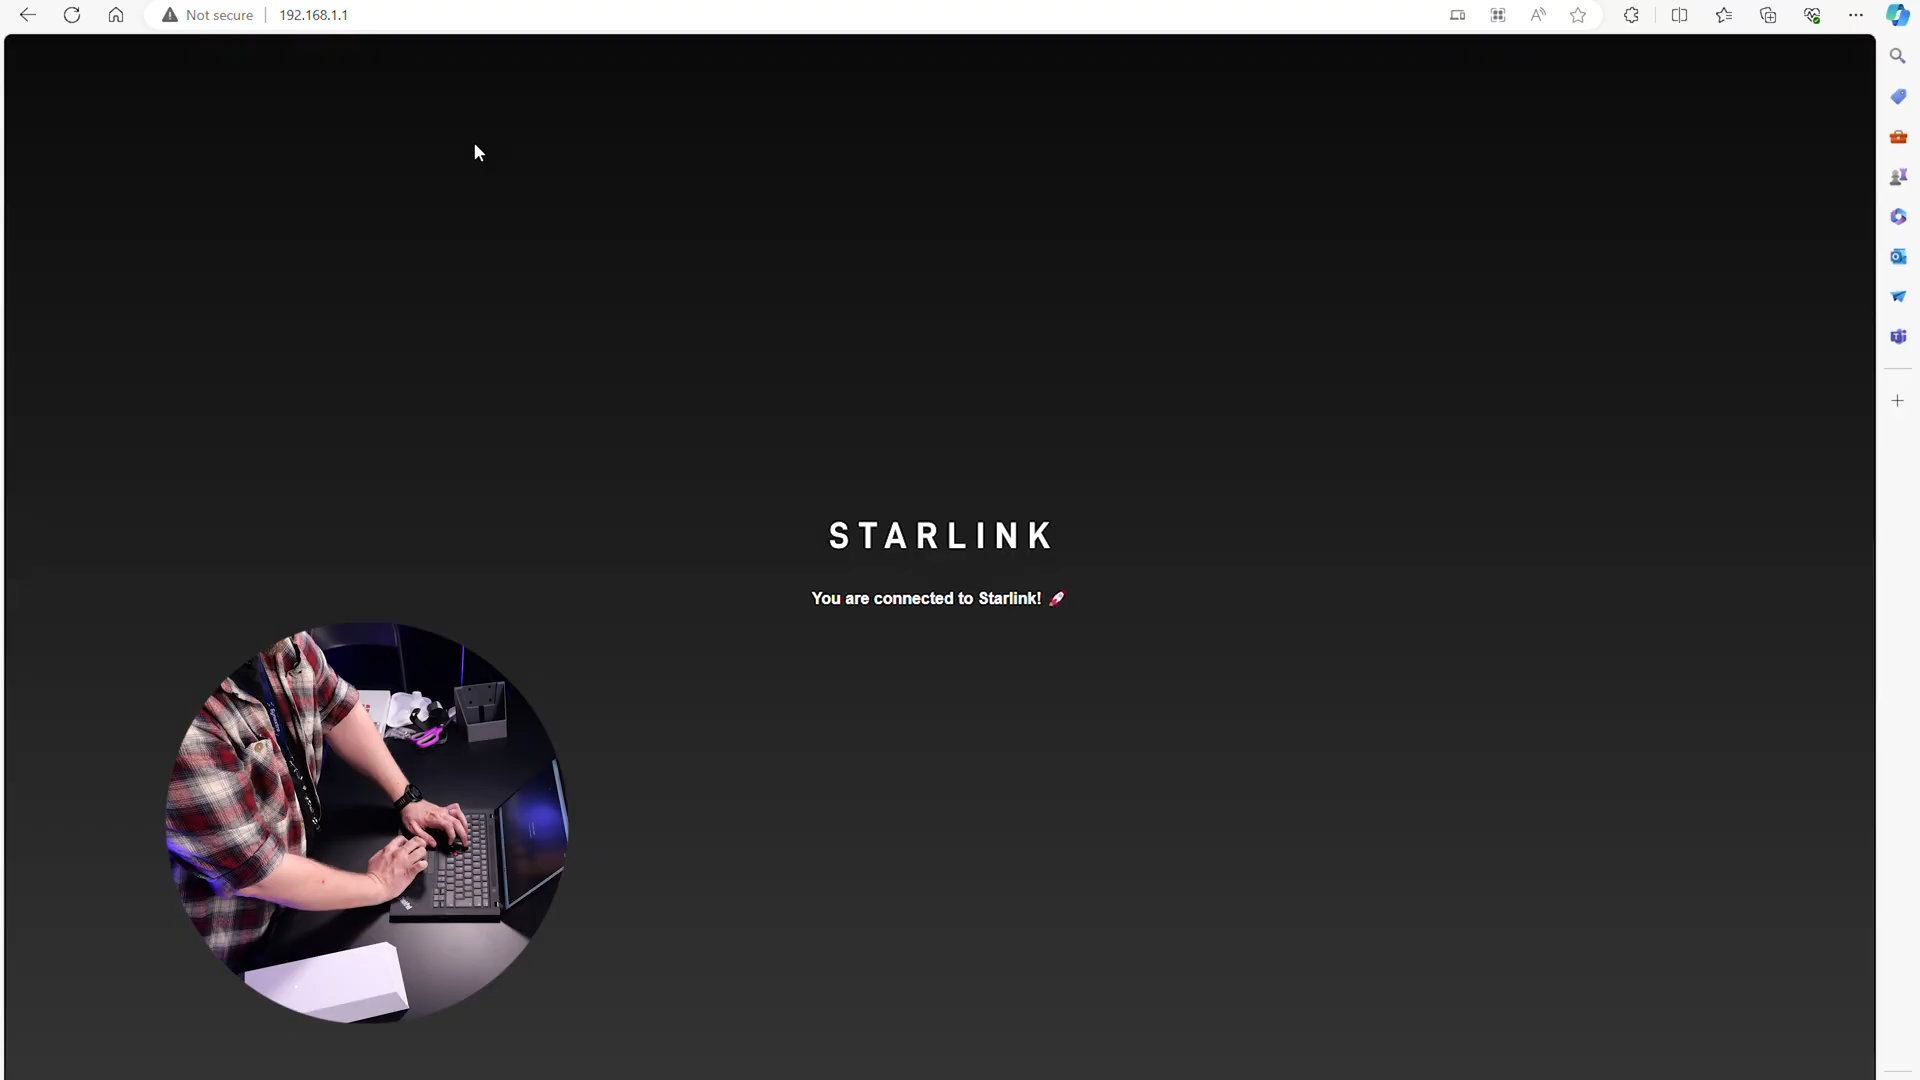 Not secure 192.168.1.1
STARLINK
You are connected to Starlink! 🚀